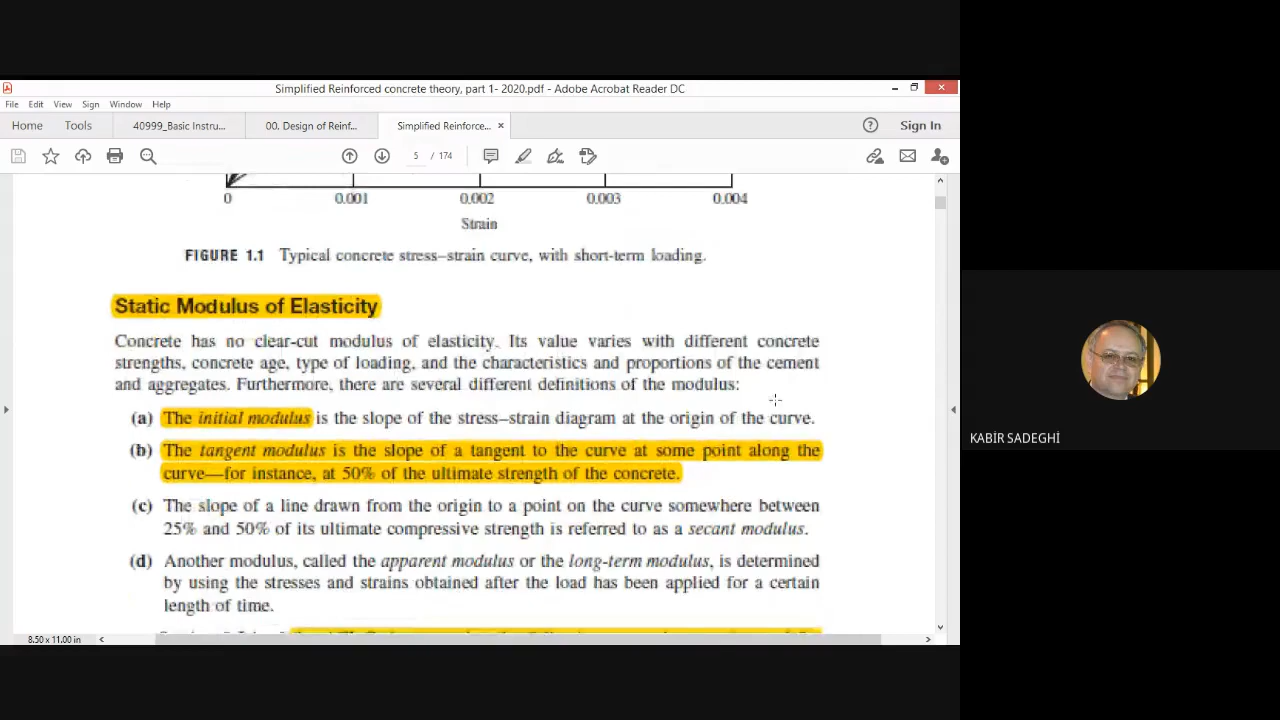 Simplified Reinforced concrete theory, part 1- 2020.pdf - Adobe Acrobat Reader DC
File Edit View Sign Window Help
Home Tools 40999_Basic Instru... 00. Design of Reinf... Simplified Reinforce... × Sign In
5 / 174
0 0.001 0.002 0.003 0.004
Strain
FIGURE 1.1 Typical concrete stress–strain curve, with short-term loading.
Static Modulus of Elasticity
Concrete has no clear-cut modulus of elasticity. Its value varies with different concrete
strengths, concrete age, type of loading, and the characteristics and proportions of the cement
and aggregates. Furthermore, there are several different definitions of the modulus:
(a) The initial modulus is the slope of the stress–strain diagram at the origin of the curve.
(b) The tangent modulus is the slope of a tangent to the curve at some point along the
curve—for instance, at 50% of the ultimate strength of the concrete.
(c) The slope of a line drawn from the origin to a point on the curve somewhere between
25% and 50% of its ultimate compressive strength is referred to as a secant modulus.
(d) Another modulus, called the apparent modulus or the long-term modulus, is determined
by using the stresses and strains obtained after the load has been applied for a certain
length of time.
8.50 x 11.00 in
KABİR SADEGHİ